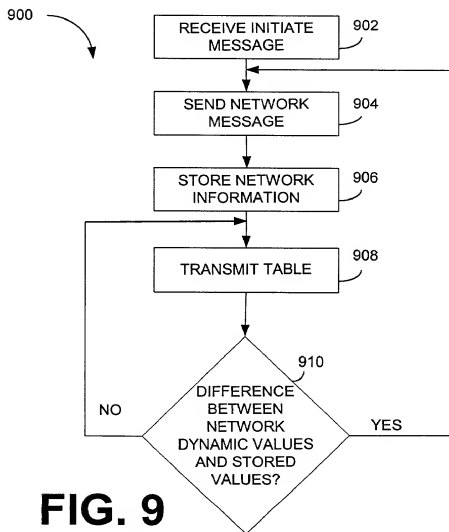 900
RECEIVE INITIATE
MESSAGE
902
SEND NETWORK
MESSAGE
904
STORE NETWORK
INFORMATION
906
TRANSMIT TABLE
908
910
DIFFERENCE
BETWEEN
NETWORK
DYNAMIC VALUES
AND STORED
VALUES?
NO
YES
FIG. 9